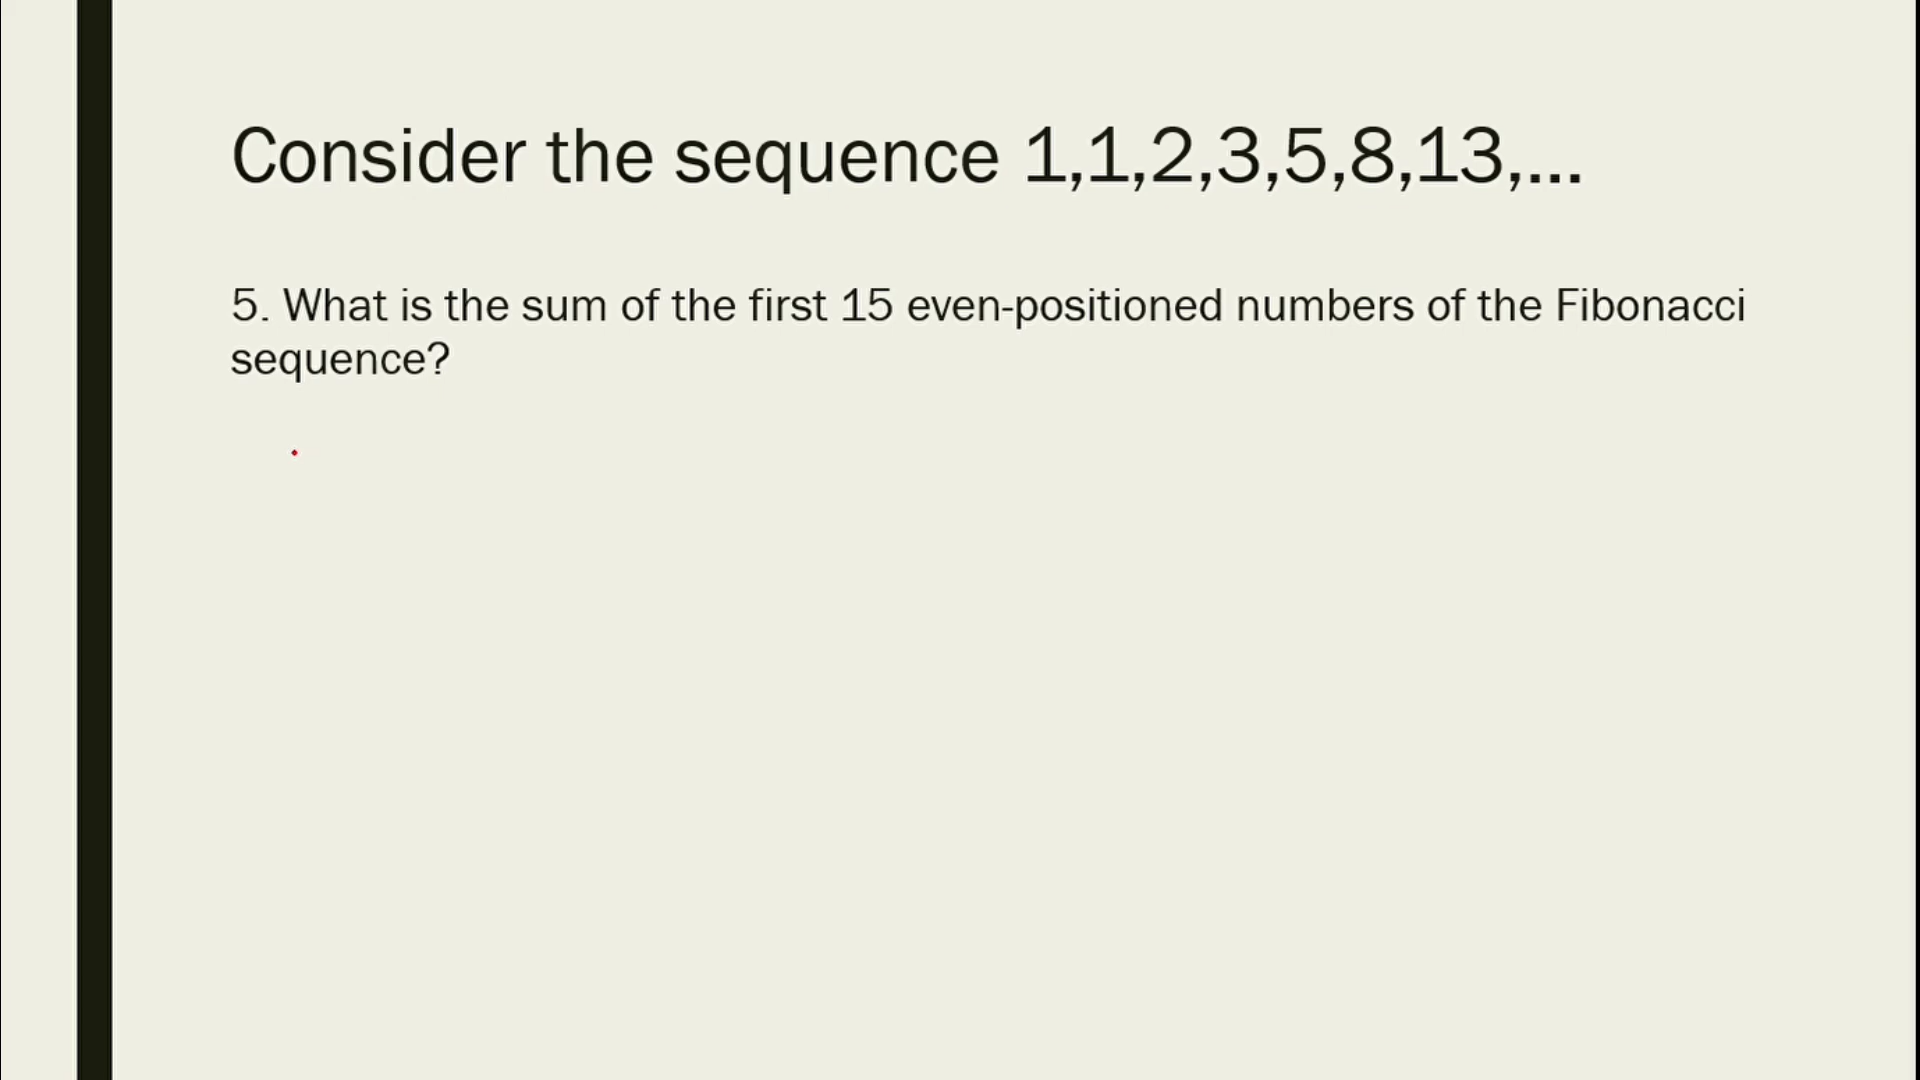 Consider the sequence 1,1,2,3,5,8,13,...
5. What is the sum of the first 15 even-positioned numbers of the Fibonacci
sequence?